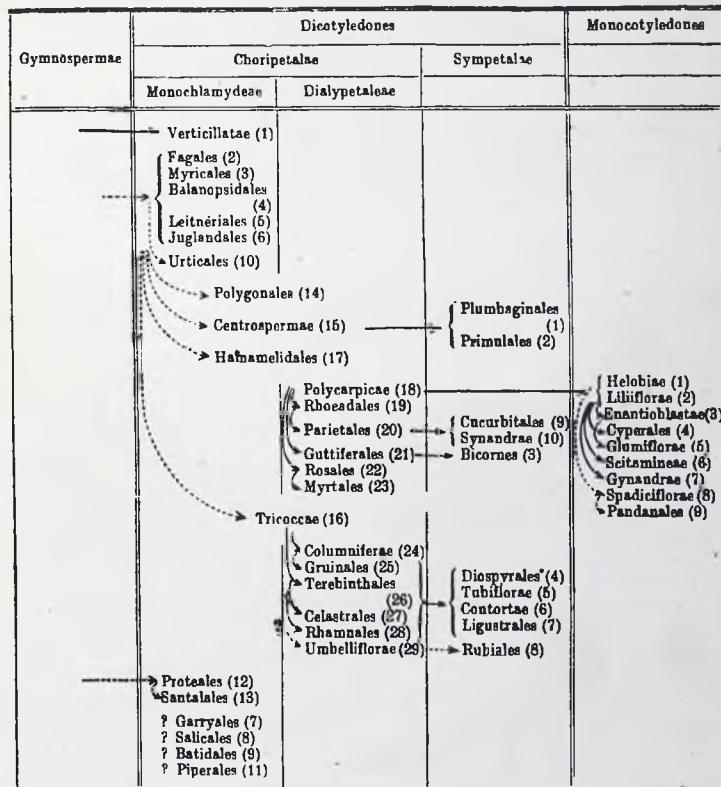 Gymnospermae
Dicotyledones
Monocotyledones
Choripetalae
Sympetalae
Monochlamydeae
Dialypetaleae
Verticillatae (1)
Fagales (2)
Myricales (3)
Balanopsidales
(4)
Leitnériales (5)
Juglandales (6)
Urticales (10)
Polygonales (14)
Centrospermae (15)
Plumbaginales
(1)
Primulales (2)
Hamamelidales (17)
Polycarpicae (18)
Rhoeadales (19)
Parietales (20)
Guttiferales (21)
Rosales (22)
Myrtales (23)
Cucurbitales (9)
Synandrae (10)
Bicornes (3)
Helobiae (1)
Liliiflorae (2)
Enantioblastae (3)
Cyperales (4)
Glumiflorae (5)
Scitamineae (6)
Gynandrae (7)
Spadiciflorae (8)
Pandanales (9)
Tricoccae (16)
Columniferae (24)
Gruinales (25)
Terebinthales
(26)
Celastrales (27)
Rhamnales (28)
Umbelliflorae (29)
Diospyrales (4)
Tubiflorae (5)
Contortae (6)
Ligustrales (7)
Rubiales (8)
Proteales (12)
Santalales (13)
? Garryales (7)
? Salicales (8)
? Batidales (9)
? Piperales (11)